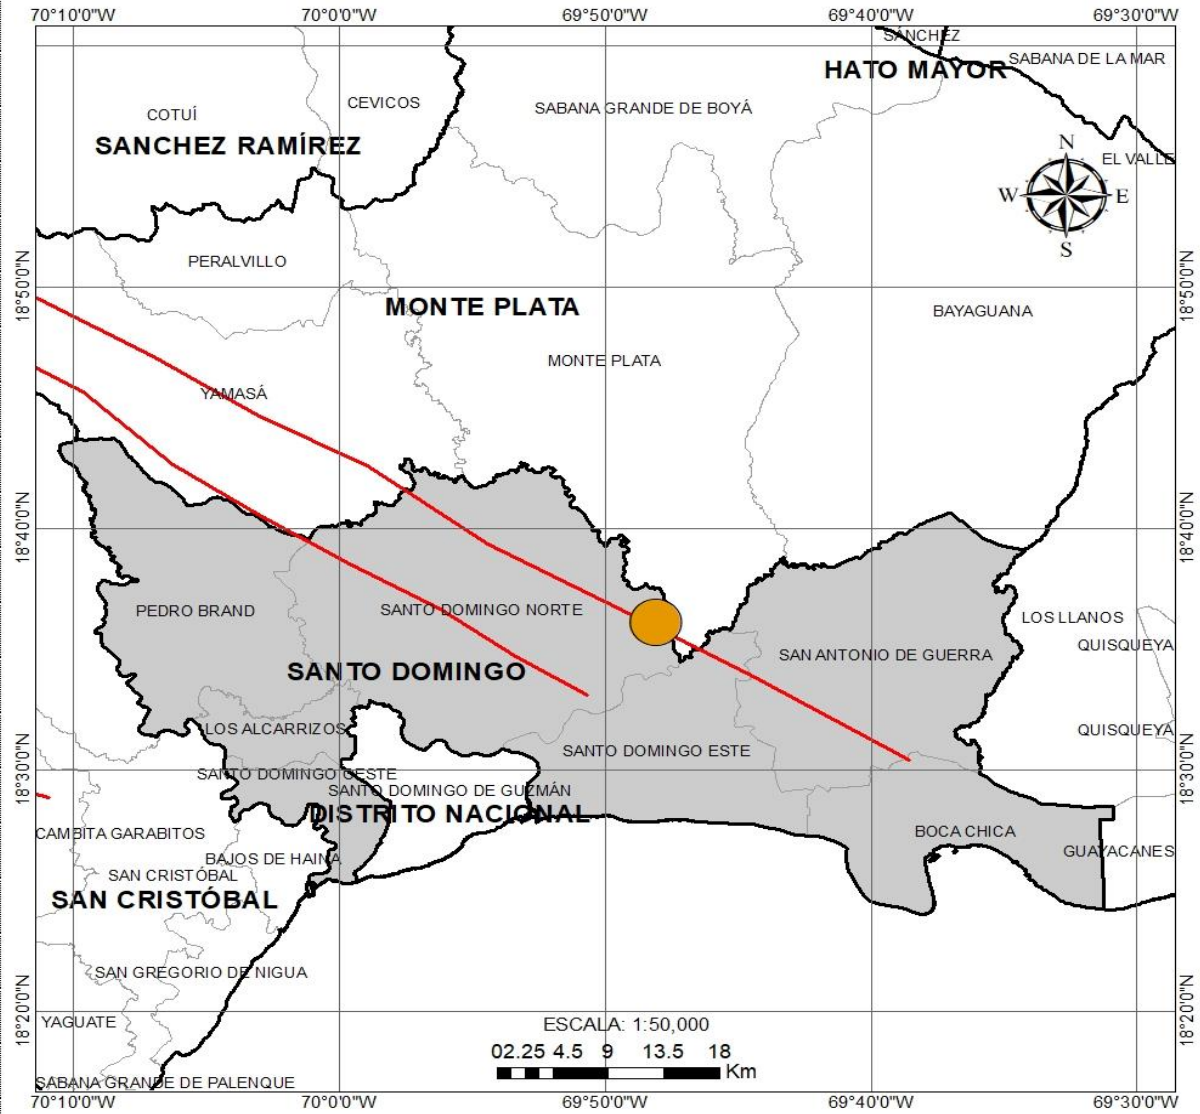 70°10'0"W 70°00'0"W 69°50'0"W 69°40'0"W 69°30'0"W
SÁNCHEZ
SABANA DE LA MAR
HATO MAYOR
CEVICOS
SABANA GRANDE DE BOYÁ
COTUÍ
SANCHEZ RAMÍREZ
N
W E
S
EL VALLE
PERALVILLO
18°50'0"N 18°50'0"N
MONTE PLATA
BAYAGUANA
MONTE PLATA
YAMASÁ
18°40'0"N 18°40'0"N
PEDRO BRAND
SANTO DOMINGO NORTE
LOS LLANOS
QUISQUEYA
SAN ANTONIO DE GUERRA
SANTO DOMINGO
LOS ALCARRIZOS
QUISQUEYA
SANTO DOMINGO ESTE
18°30'0"N 18°30'0"N
SANTO DOMINGO OESTE
SANTO DOMINGO DE GUZMÁN
DISTRITO NACIONAL
CAMBITA GARABITOS
BOCA CHICA
GUAYACANES
BAJOS DE HAINA
SAN CRISTÓBAL
SAN CRISTÓBAL
SAN GREGORIO DE NIGUA
18°20'0"N 18°20'0"N
YAGUATE
ESCALA: 1:50,000
0 2.25 4.5 9 13.5 18
Km
SABANA GRANDE DE PALENQUE
70°10'0"W 70°00'0"W 69°50'0"W 69°40'0"W 69°30'0"W